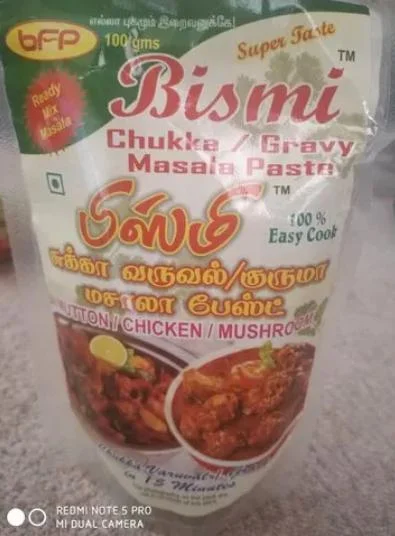 எல்லா புகழும் இறைவனுக்கே!
bFP
100 gms
Super Taste
Ready
Mix
Masala
Bismi TM
Chukka / Gravy
Masala Paste
பிஸ்மி TM
100 %
Easy Cook
சுக்கா வருவல்/குருமா
மசாலா பேஸ்ட்
MUTTON / CHICKEN / MUSHROOM
Chukka Varuval /
in 15 Minutes
REDMI NOTE 5 PRO
MI DUAL CAMERA